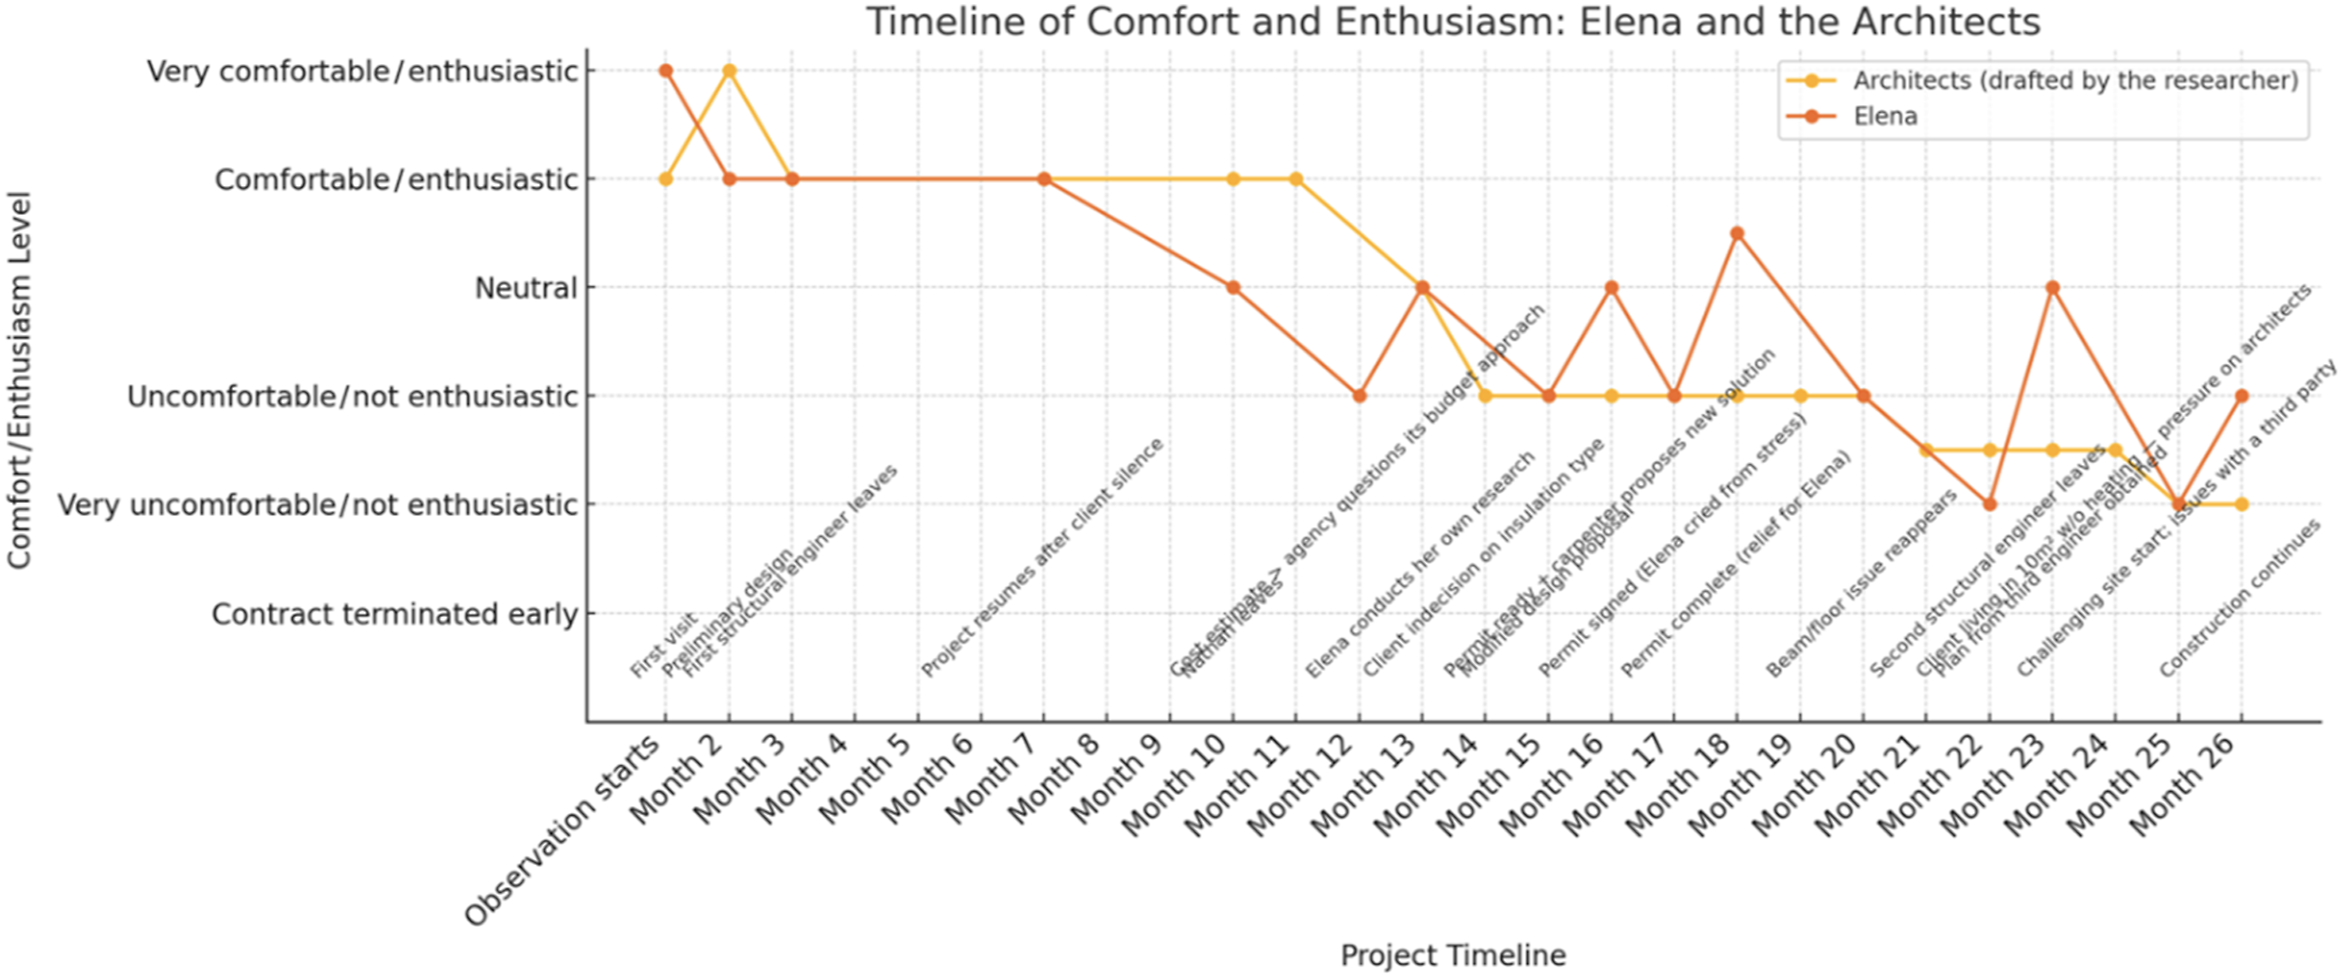 Timeline of Comfort and Enthusiasm: Elena and the Architects
Architects (drafted by the researcher)
Elena
Comfort/Enthusiasm Level
Very comfortable/enthusiastic
Comfortable/enthusiastic
Neutral
Uncomfortable/not enthusiastic
Very uncomfortable/not enthusiastic
Contract terminated early
First visit
Preliminary design
First structural engineer leaves
Project resumes after client silence
Cost estimate > agency questions its budget approach
Nathan leaves
Elena conducts her own research
Client indecision on insulation type
Permit ready + carpenter proposes new solution
Modified design proposal
Permit signed (Elena cried from stress)
Permit complete (relief for Elena)
Beam/floor issue reappears
Second structural engineer leaves
Client living in 10m² w/o heating — pressure on architects
Plan from third engineer obtained
Challenging site start; issues with a third party
Construction continues
Observation starts
Month 2
Month 3
Month 4
Month 5
Month 6
Month 7
Month 8
Month 9
Month 10
Month 11
Month 12
Month 13
Month 14
Month 15
Month 16
Month 17
Month 18
Month 19
Month 20
Month 21
Month 22
Month 23
Month 24
Month 25
Month 26
Project Timeline